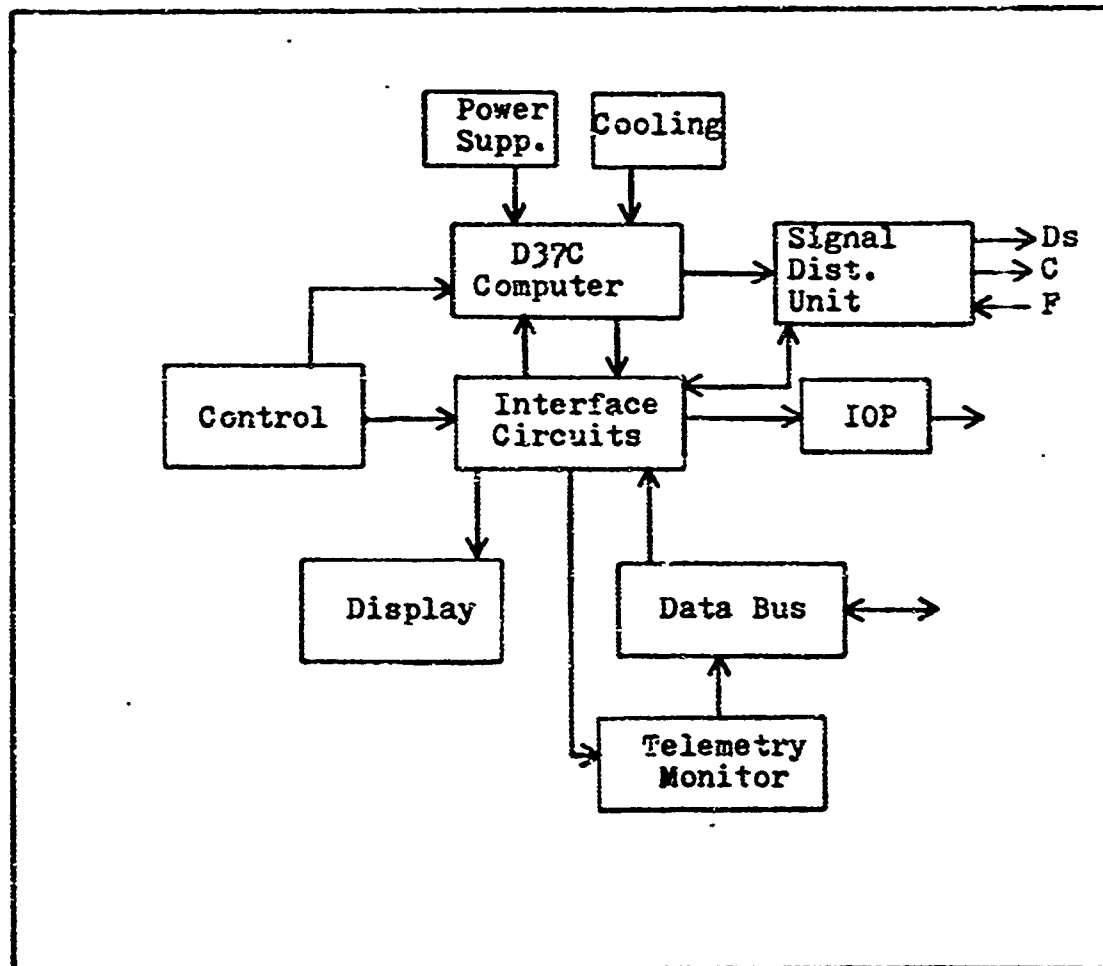 Power
Supp.
Cooling
D37C
Computer
Signal
Dist.
Unit
Ds
C
F
Control
Interface
Circuits
IOP
Display
Data Bus
Telemetry
Monitor